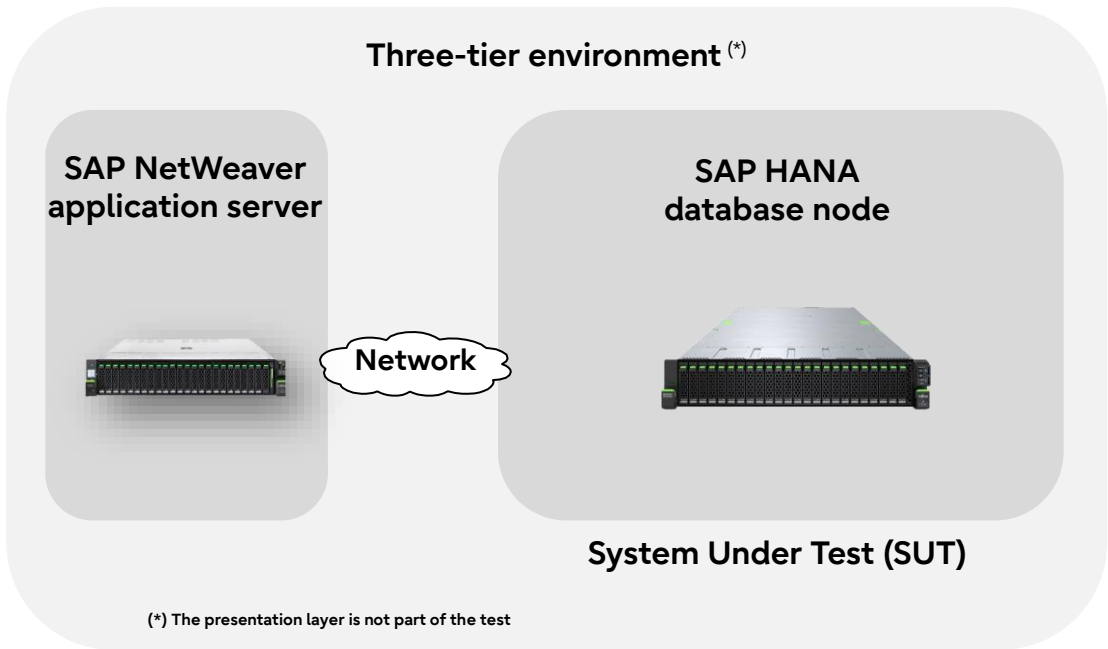 Three-tier environment (*)
SAP NetWeaver
application server
SAP HANA
database node
Network
System Under Test (SUT)
(*) The presentation layer is not part of the test